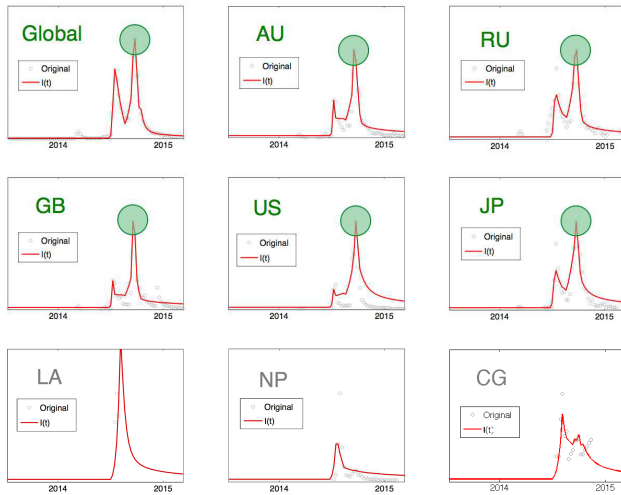 Global
Original
I(t)
2014
2015
AU
Original
I(t)
2014
2015
RU
Original
I(t)
2014
2015
GB
Original
I(t)
2014
2015
US
Original
I(t)
2014
2015
JP
Original
I(t)
2014
2015
LA
Original
I(t)
2014
2015
NP
Original
I(t)
2014
2015
CG
Original
I(t)
2014
2015